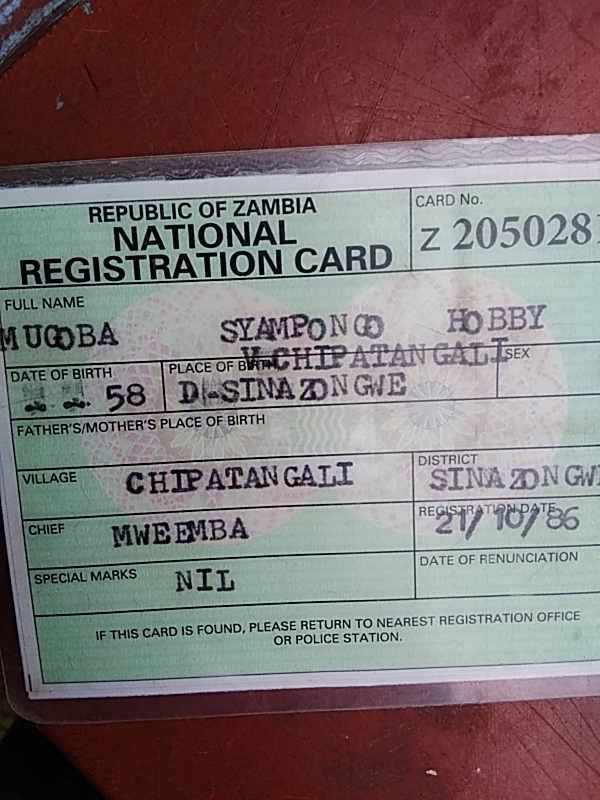 REPUBLIC OF ZAMBIA
NATIONAL
REGISTRATION CARD
CARD No.
Z 205028
FULL NAME
SYAMPONGO HOBBY
DATE OF BIRTH
58
PLACE OF BIRTH
V-CHIPATANGALI
D-SINAZONGWE
SEX
FATHER'S/MOTHER'S PLACE OF BIRTH
VILLAGE CHIPATANGALI
DISTRICT
SINAZONGW
CHIEF MWEEMBA
REGISTRATION DATE
21/10/86
SPECIAL MARKS NIL
DATE OF RENUNCIATION
IF THIS CARD IS FOUND, PLEASE RETURN TO NEAREST REGISTRATION OFFICE
OR POLICE STATION.